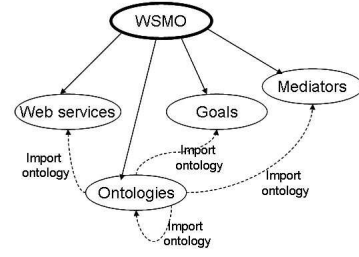 WSMO
Mediators
Web services
Goals
Import
ontology
Import
ontology
Import
ontology
Ontologies
Import
ontology